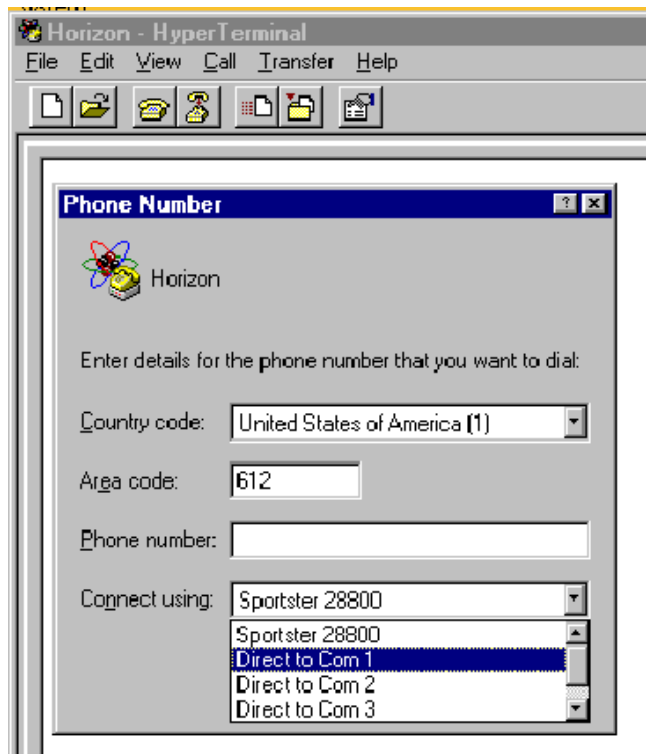 Horizon - HyperTerminal
File Edit View Call Transfer Help
Phone Number
Horizon
Enter details for the phone number that you want to dial:
Country code: United States of America (1)
Area code: 612
Phone number:
Connect using: Sportster 28800
Sportster 28800
Direct to Com 1
Direct to Com 2
Direct to Com 3